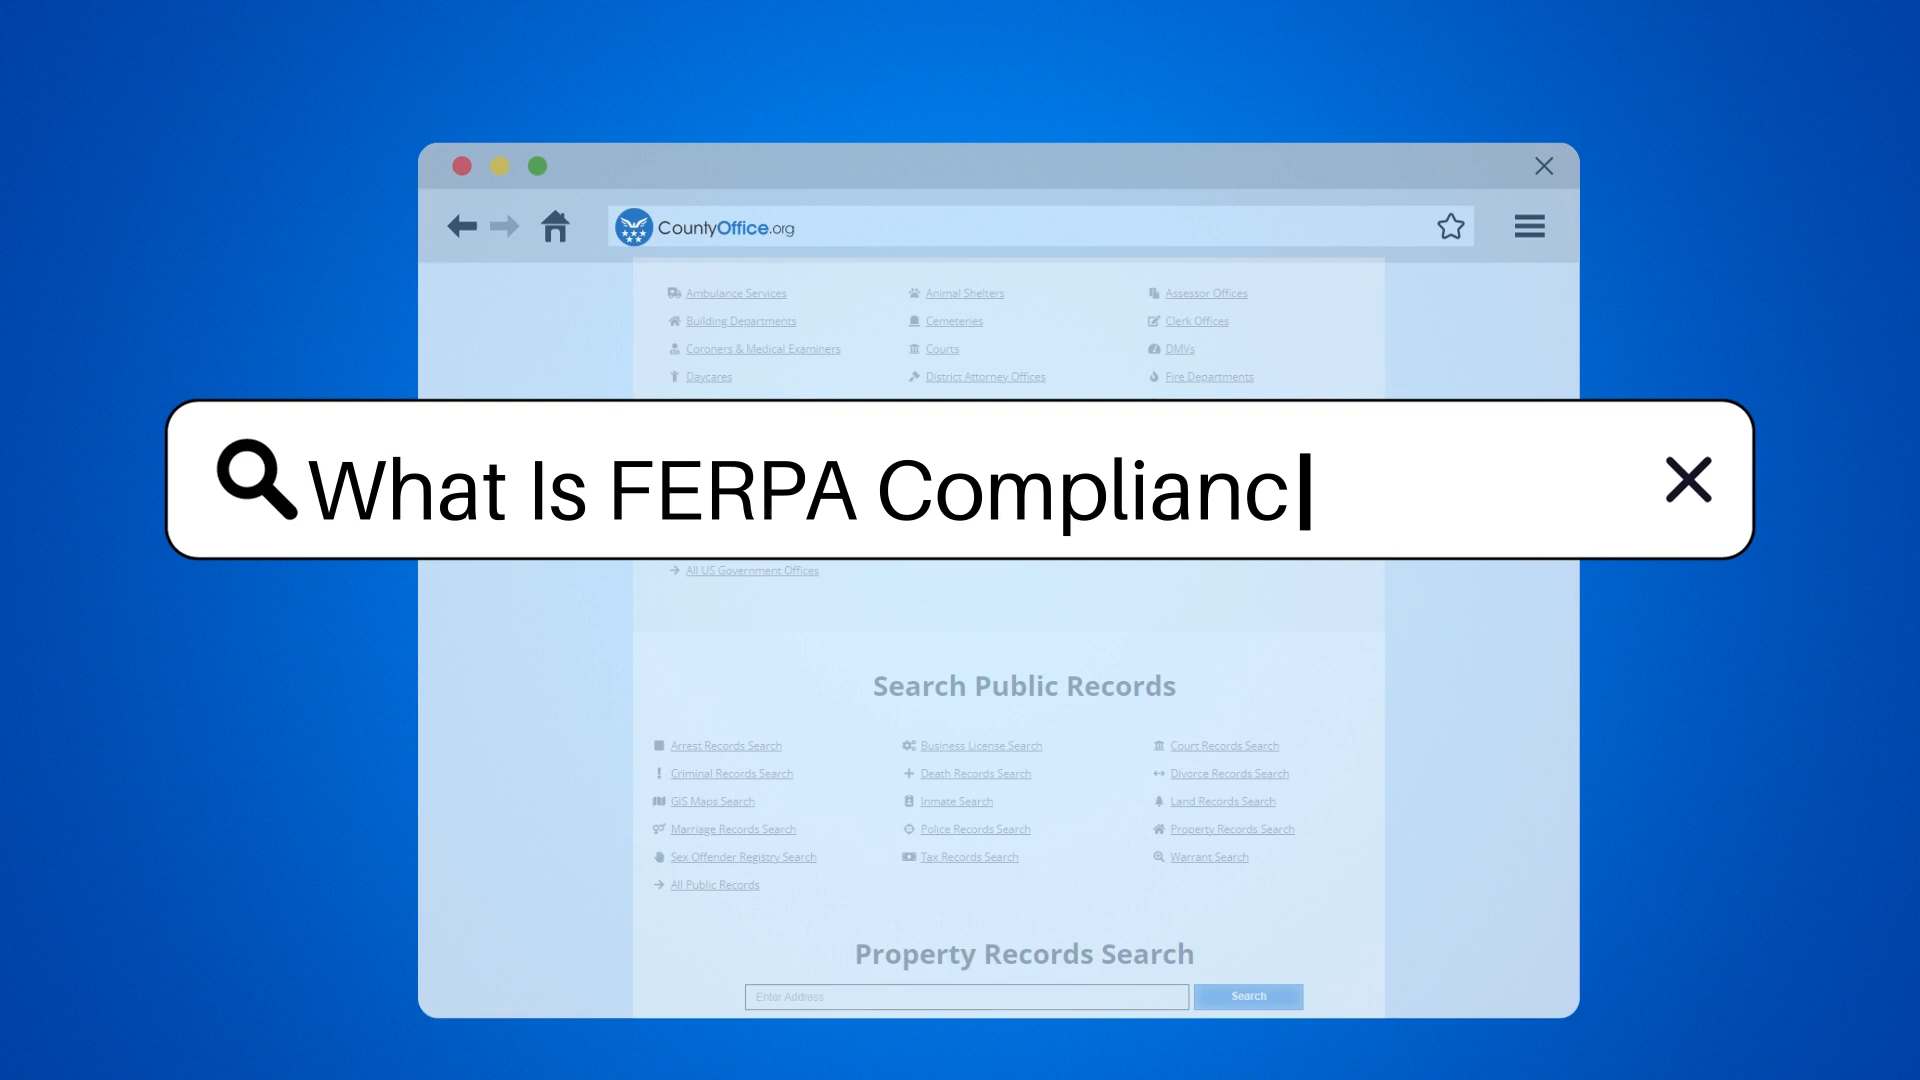 CountyOffice.org
Ambulance Services Animal Shelters Assessor Offices
Building Departments Cemeteries Clerk Offices
Coroners & Medical Examiners Courts DMVs
Daycares District Attorney Offices Fire Departments
What Is FERPA Complianc
All US Government Offices
Search Public Records
Arrest Records Search Business License Search Court Records Search
Criminal Records Search Death Records Search Divorce Records Search
GIS Maps Search Inmate Search Land Records Search
Marriage Records Search Police Records Search Property Records Search
Sex Offender Registry Search Tax Records Search Warrant Search
All Public Records
Property Records Search
Enter Address Search